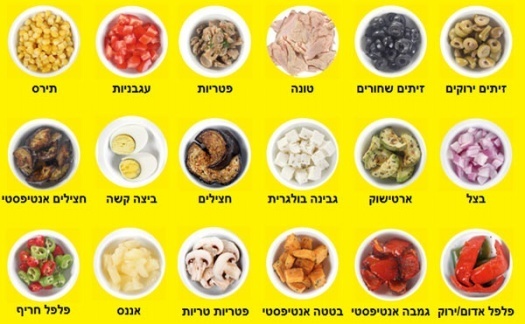 זיתים ירוקים
זיתים שחורים
טונה
פטריות
עגבניות
תירס
בצל
ארטישוק
גבינה בולגרית
חצילים
ביצה קשה
חצילים אנטיפסטי
פלפל אדום/ירוק
גמבה אנטיפסטי
בטטה אנטיפסטי
פטריות טריות
אננס
פלפל חריף